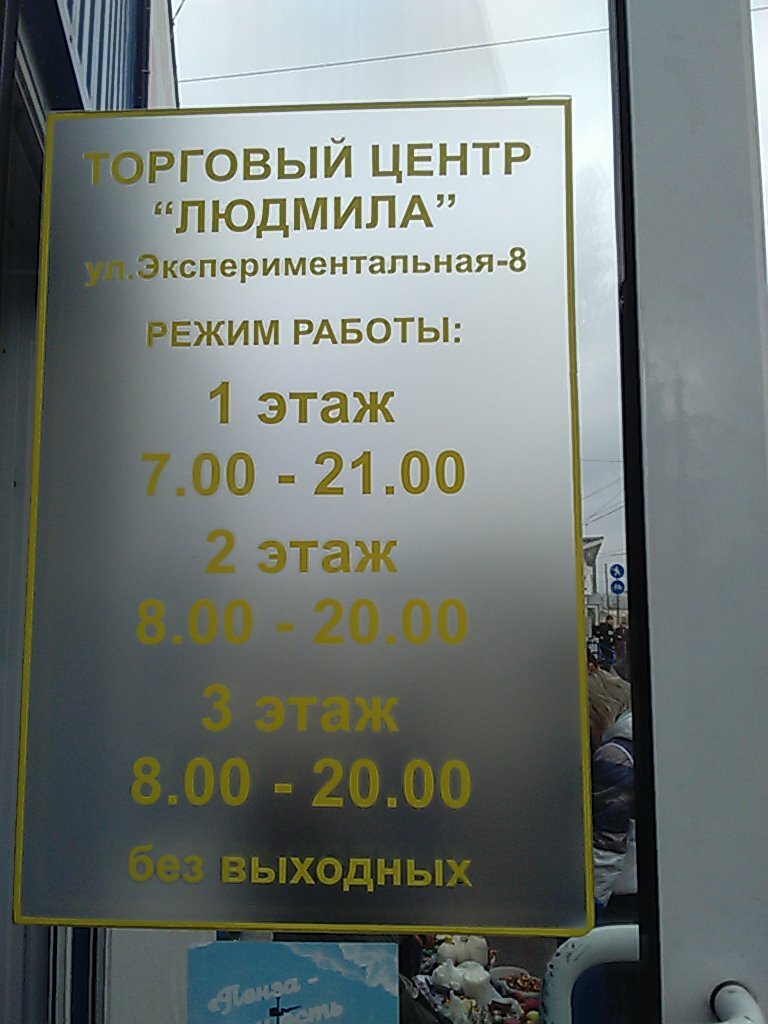 ТОРГОВЫЙ ЦЕНТР
“ЛЮДМИЛА”
ул.Экспериментальная-8
РЕЖИМ РАБОТЫ:
1 этаж
7.00 - 21.00
2 этаж
8.00 - 20.00
3 этаж
8.00 - 20.00
без выходных
«Пенза -